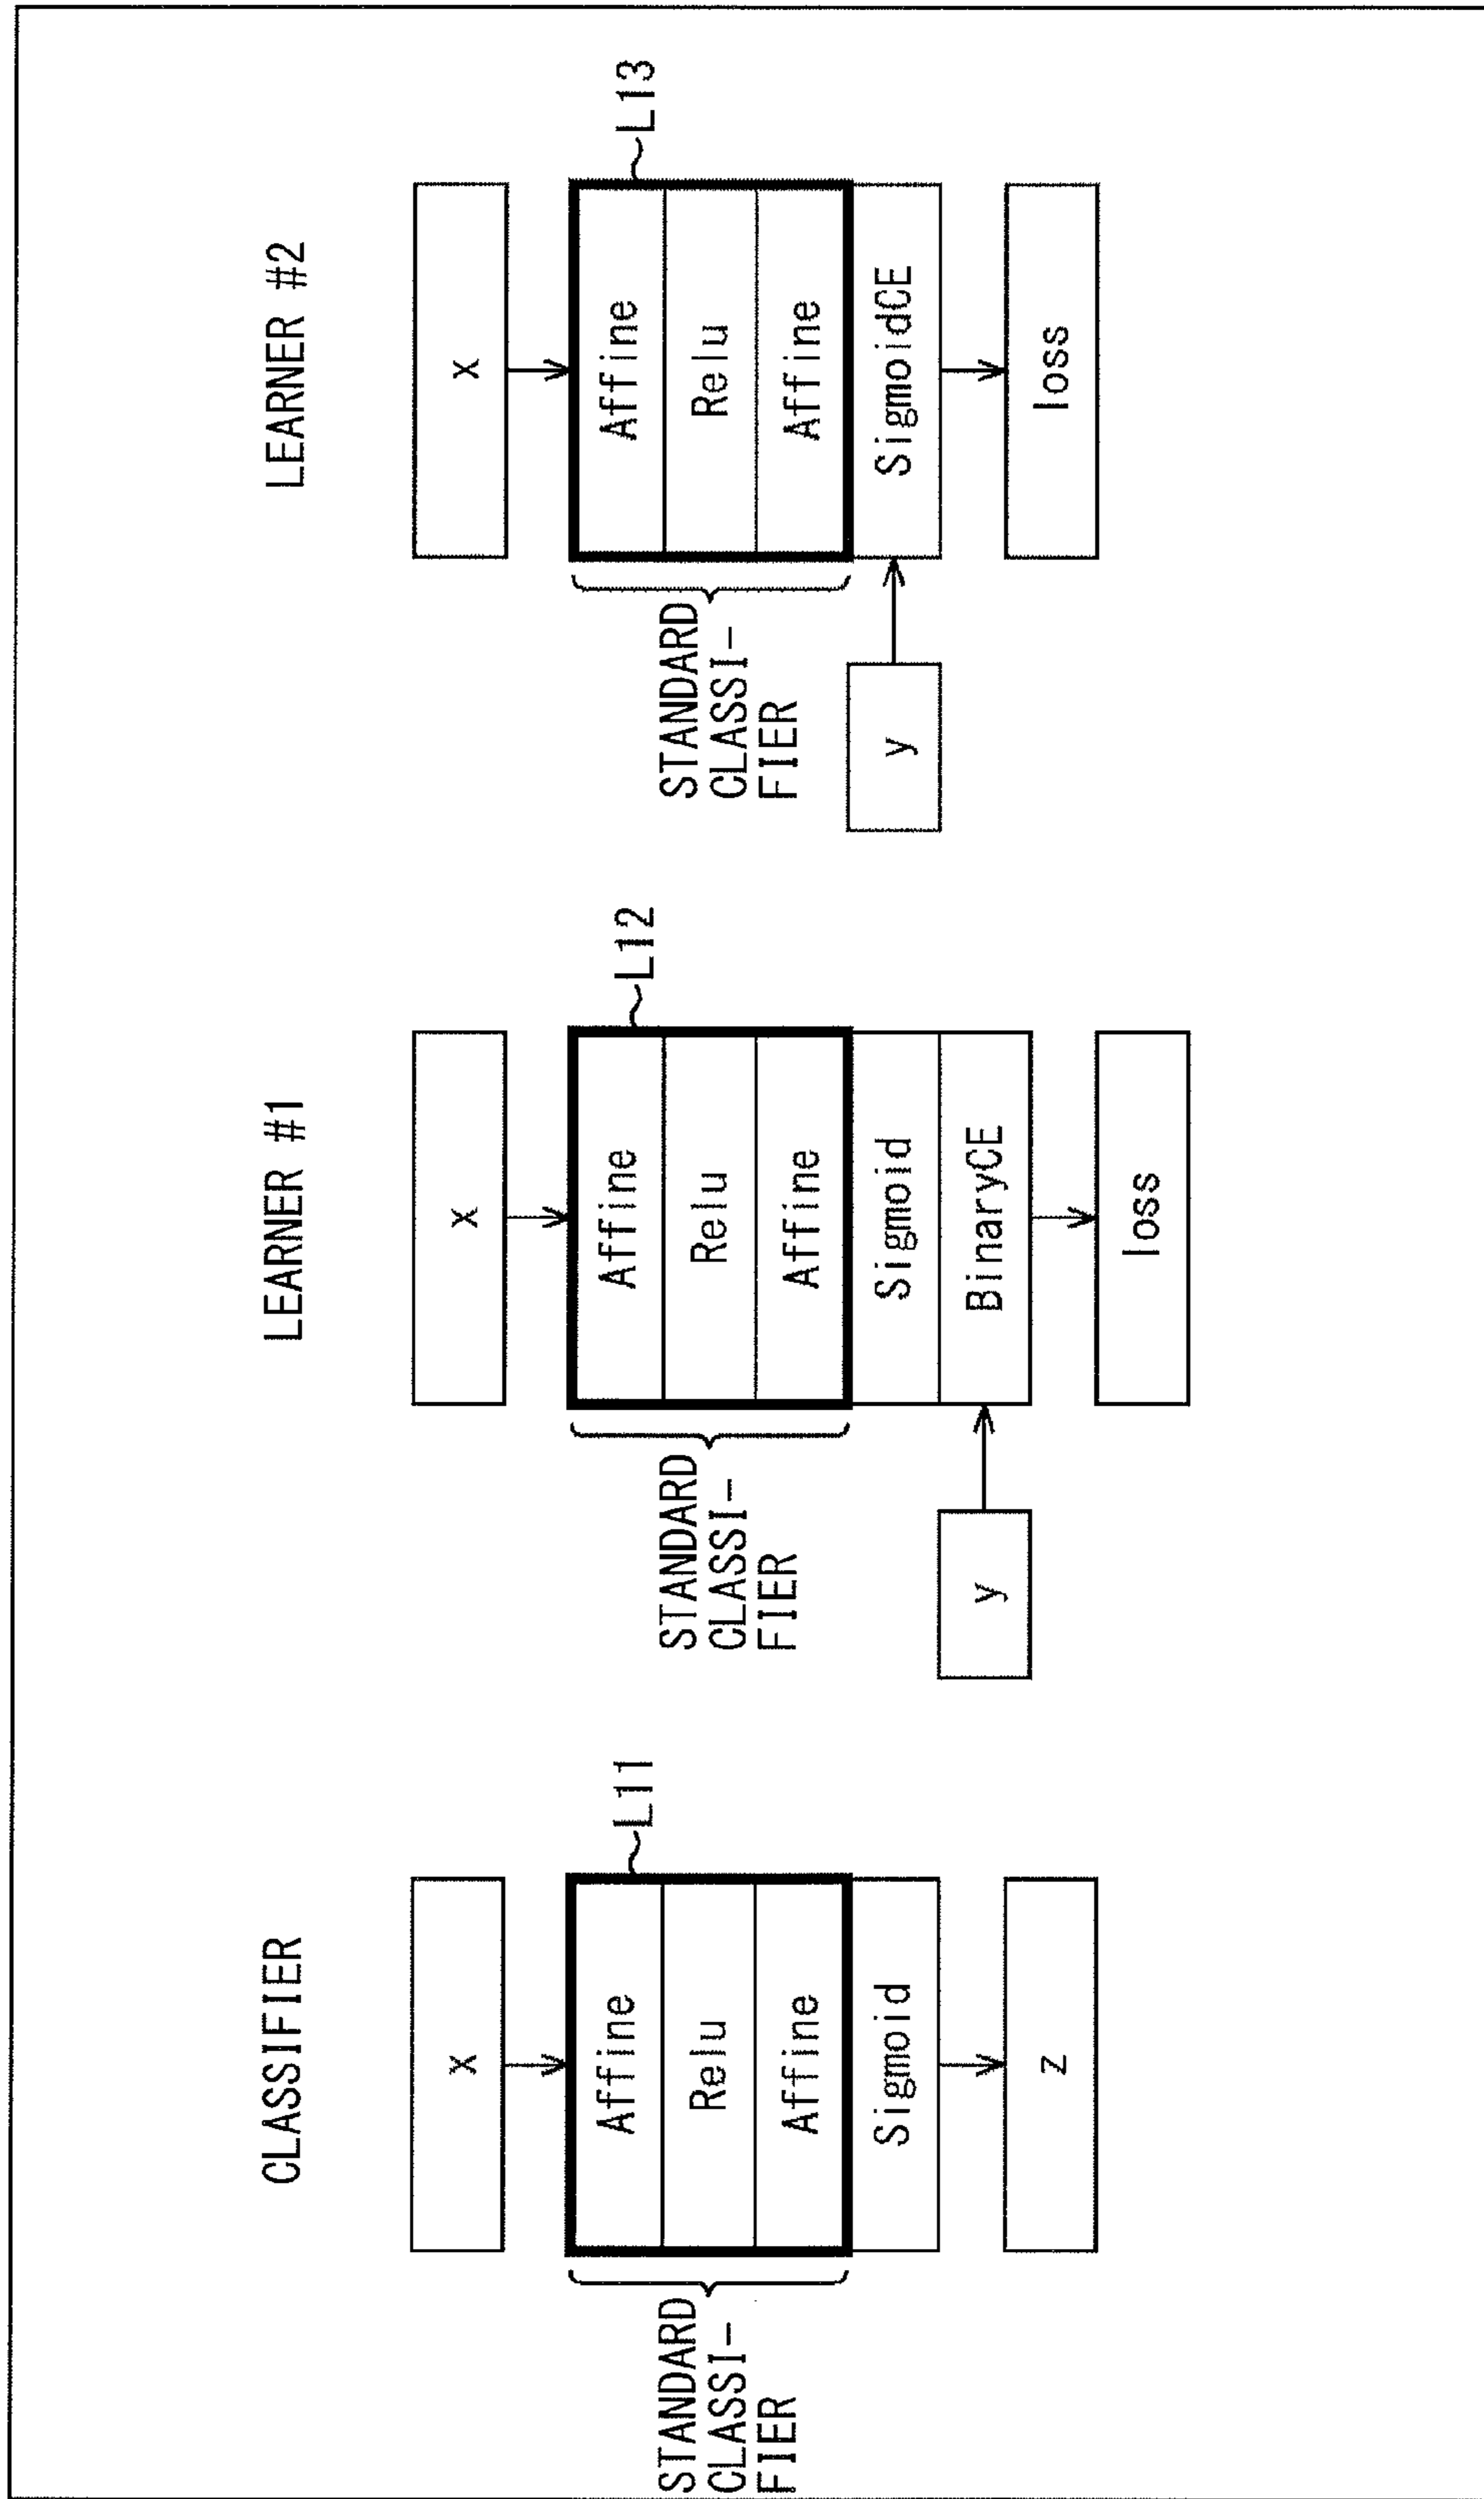 CLASSIFIER
x
L11
STANDARD
CLASSI-
FIER
Affine
Relu
Affine
Sigmoid
z
LEARNER #1
x
L12
STANDARD
CLASSI-
FIER
Affine
Relu
Affine
Sigmoid
y
BinaryCE
loss
LEARNER #2
x
L13
STANDARD
CLASSI-
FIER
Affine
Relu
Affine
y
SigmoidCE
loss